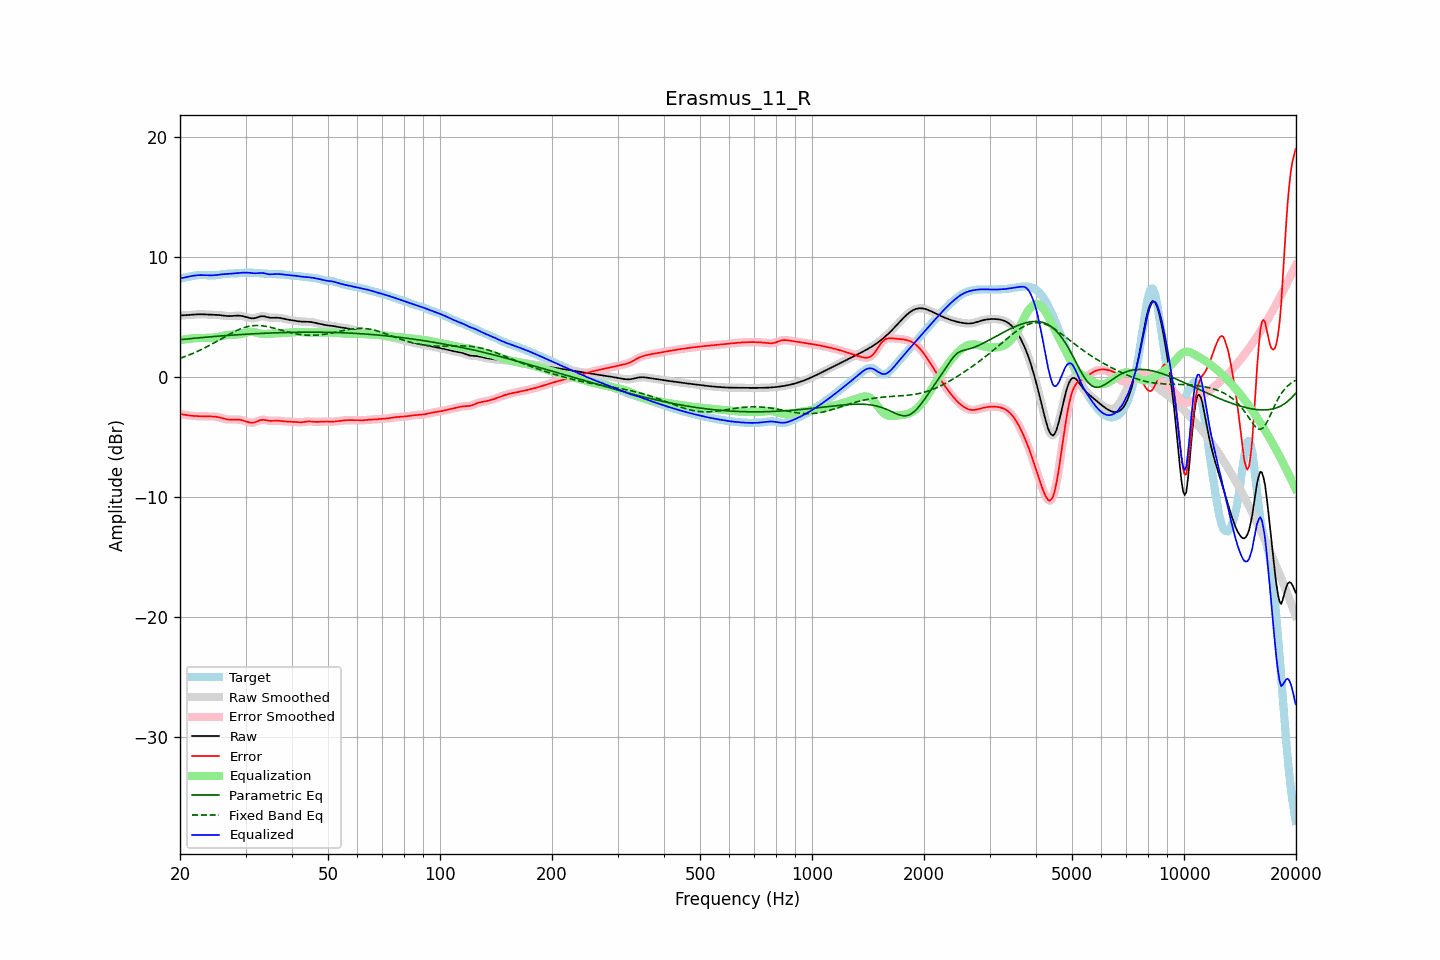 Erasmus_11_R
20
10
0
−10
−20
−30
Amplitude (dBr)
Target
Raw Smoothed
Error Smoothed
Raw
Error
Equalization
Parametric Eq
Fixed Band Eq
Equalized
20 50 100 200 500 1000 2000 5000 10000 20000
Frequency (Hz)